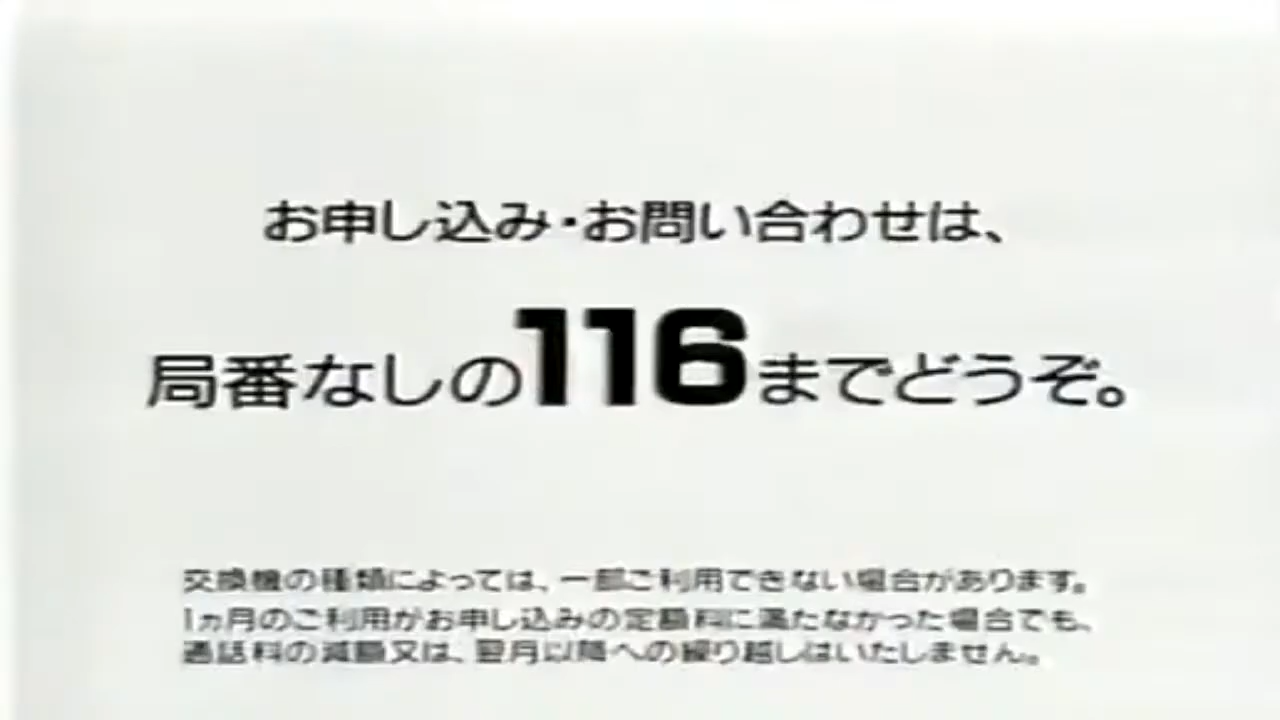 お申し込み・お問い合わせは、
局番なしの116までどうぞ。
交換機の種類によっては、一部ご利用できない場合があります。
1ヵ月のご利用がお申し込みの定額料に満たなかった場合でも、
通話料の減額又は、翌月以降への繰り越しはいたしません。